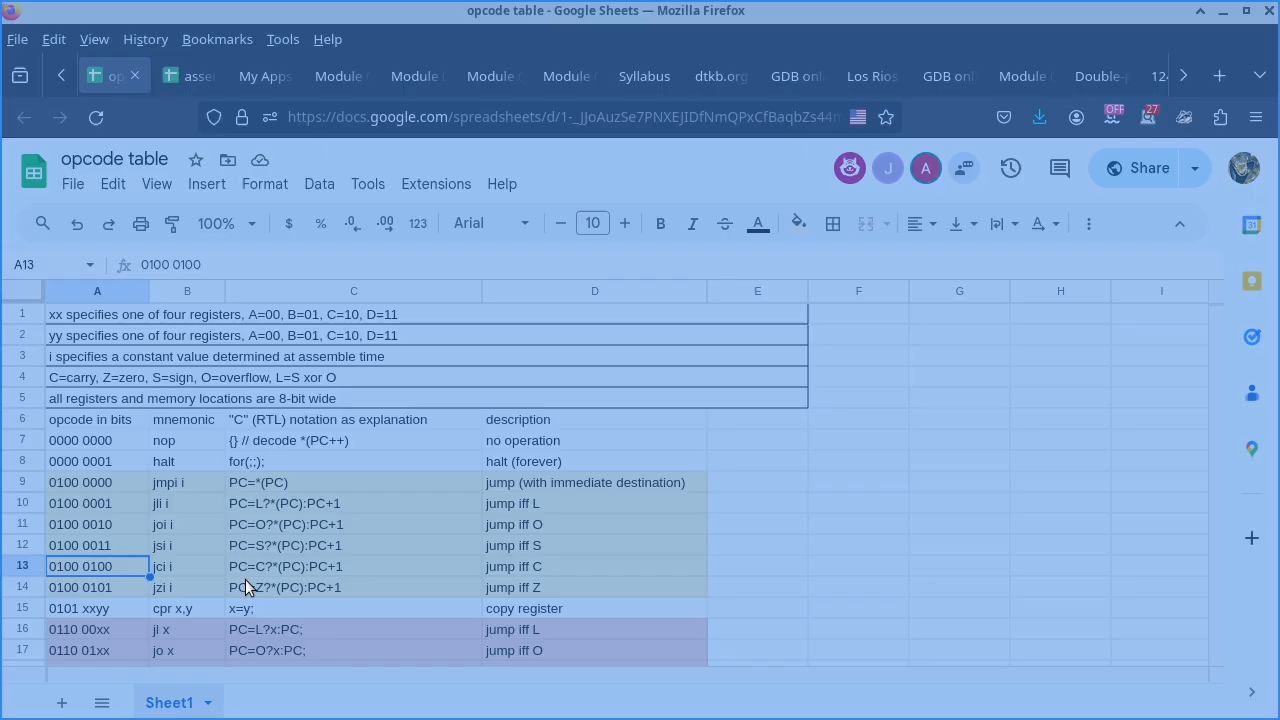 opcode table - Google Sheets — Mozilla Firefox
File Edit View History Bookmarks Tools Help
op asse My Apps Module Module Module Module Syllabus dtkb.org GDB onl Los Rios GDB onl Module Double- 124
https://docs.google.com/spreadsheets/d/1-_JJoAuzSe7PNXEJIDfNmQPxCfBaqbZs44 OFF 27
opcode table
J A Share
File Edit View Insert Format Data Tools Extensions Help
100% $ % .0 .00 123 Arial 10 B I S A 31
A13 fx 0100 0100
A B C D E F G H I
1 xx specifies one of four registers, A=00, B=01, C=10, D=11
2 yy specifies one of four registers, A=00, B=01, C=10, D=11
3 i specifies a constant value determined at assemble time
4 C=carry, Z=zero, S=sign, O=overflow, L=S xor O
5 all registers and memory locations are 8-bit wide
6 opcode in bits mnemonic "C" (RTL) notation as explanation description
7 0000 0000 nop {} // decode *(PC++) no operation
8 0000 0001 halt for(;;); halt (forever)
9 0100 0000 jmpi i PC=*(PC) jump (with immediate destination)
10 0100 0001 jli i PC=L?*(PC):PC+1 jump iff L
11 0100 0010 joi i PC=O?*(PC):PC+1 jump iff O
12 0100 0011 jsi i PC=S?*(PC):PC+1 jump iff S
13 0100 0100 jci i PC=C?*(PC):PC+1 jump iff C
14 0100 0101 jzi i PC=Z?*(PC):PC+1 jump iff Z
15 0101 xxyy cpr x,y x=y; copy register
16 0110 00xx jl x PC=L?x:PC; jump iff L
17 0110 01xx jo x PC=O?x:PC; jump iff O
Sheet1